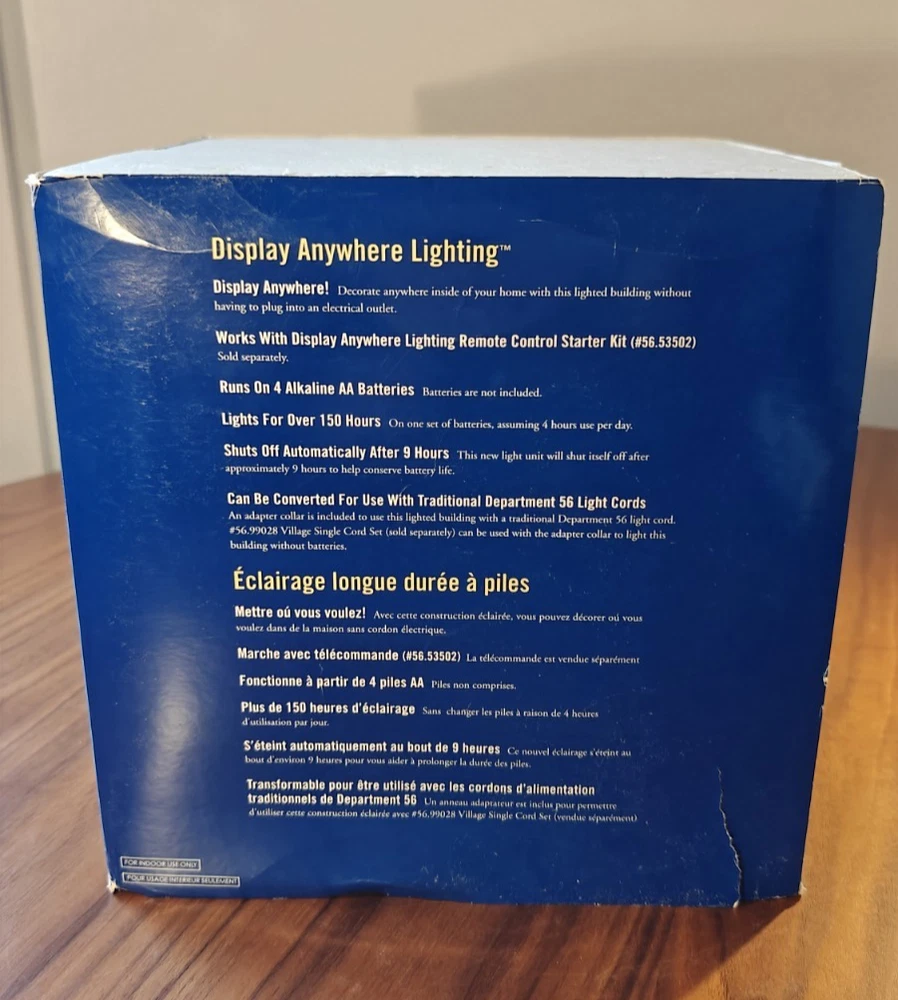 Display Anywhere Lighting™
Display Anywhere! Decorate anywhere inside of your home with this lighted building without
having to plug into an electrical outlet.
Works With Display Anywhere Lighting Remote Control Starter Kit (#56.53502)
Sold separately.
Runs On 4 Alkaline AA Batteries Batteries are not included.
Lights For Over 150 Hours On one set of batteries, assuming 4 hours use per day.
Shuts Off Automatically After 9 Hours This new light unit will shut itself off after
approximately 9 hours to help conserve battery life.
Can Be Converted For Use With Traditional Department 56 Light Cords
An adapter collar is included to use this lighted building with a traditional Department 56 light cord.
#56.99028 Village Single Cord Set (sold separately) can be used with the adapter collar to light this
building without batteries.
Éclairage longue durée à piles
Mettre oú vous voulez! Avec cette construction éclairée, vous pouvez décorer oú vous
voulez dans de la maison sans cordon électrique.
Marche avec télécommande (#56.53502) La télécommande est vendue séparément
Fonctionne à partir de 4 piles AA Piles non comprises.
Plus de 150 heures d'éclairage Sans changer les piles à raison de 4 heures
d'utilisation par jour.
S'éteint automatiquement au bout de 9 heures Ce nouvel éclairage s'éteint au
bout d'environ 9 heures pour vous aider à prolonger la durée des piles.
Transformable pour être utilisé avec les cordons d'alimentation
traditionnels de Department 56 Un anneau adaptateur est inclus pour permettre
d'utiliser cette construction éclairée avec #56.99028 Village Single Cord Set (vendue séparément)
FOR INDOOR USE ONLY
POUR USAGE INTERIEUR SEULEMENT